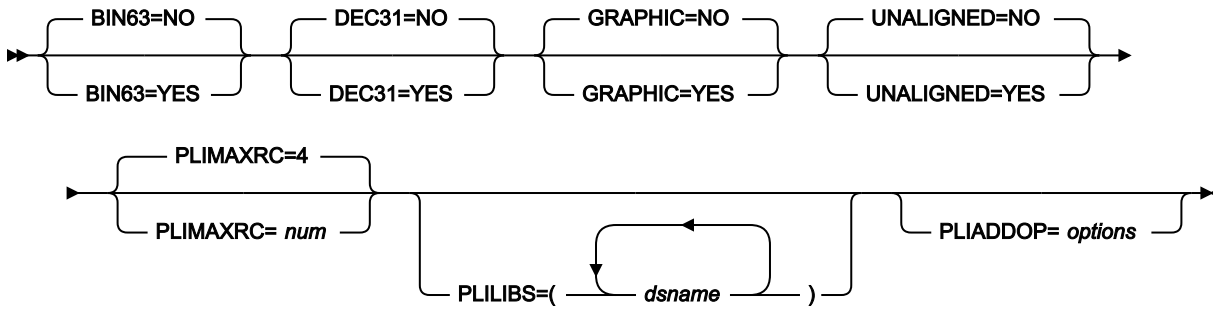 BIN63=NO DEC31=NO GRAPHIC=NO UNALIGNED=NO
BIN63=YES DEC31=YES GRAPHIC=YES UNALIGNED=YES
PLIMAXRC=4
PLIMAXRC= num PLIADDOP= options
PLILIBS=( dsname )